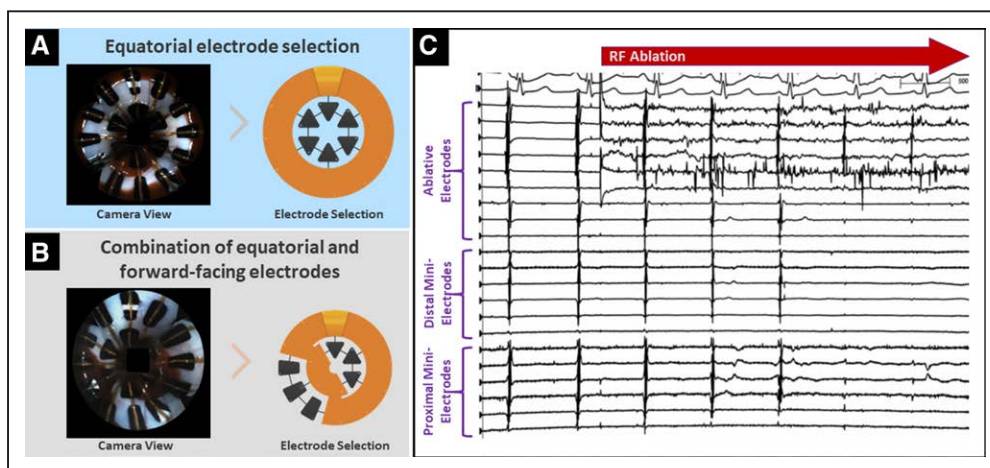 A
Equatorial electrode selection
Camera View
Electrode Selection
B
Combination of equatorial and
forward-facing electrodes
Camera View
Electrode Selection
C
RF Ablation
500
Ablative
Electrodes
Distal Mini-
Electrodes
Proximal Mini-
Electrodes